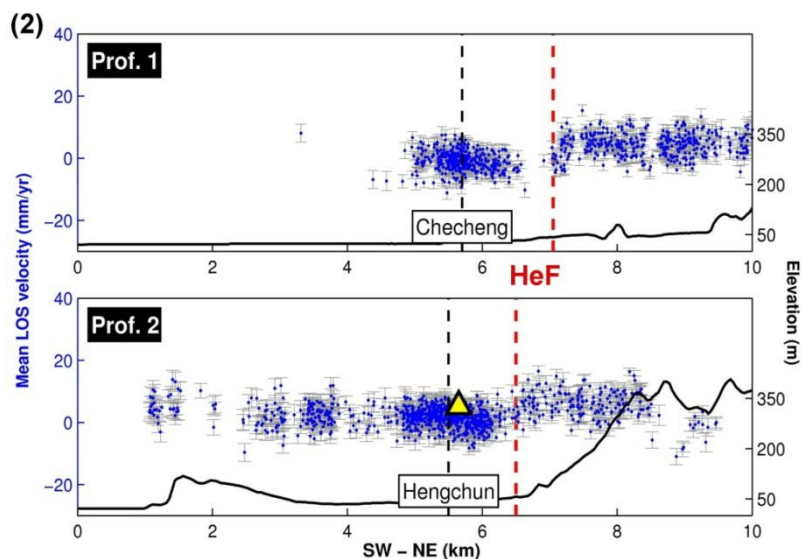 (2)
Prof. 1
Mean LOS velocity (mm/yr)
40
20
0
−20
350
200
50
Elevation (m)
Checheng
0 2 4 6 8 10
HeF
Prof. 2
40
20
0
−20
350
200
50
Hengchun
0 2 4 6 8 10
SW − NE (km)